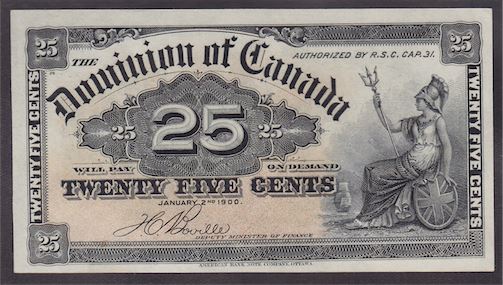 25
25
THE
Dominion of Canada
AUTHORIZED BY R.S.C. CAP. 31.
TWENTY FIVE CENTS
25
25
25
TWENTY FIVE CENTS
WILL PAY
ON DEMAND
TWENTY FIVE CENTS
JANUARY 2ND 1900.
DEPUTY MINISTER OF FINANCE
25
AMERICAN BANK NOTE COMPANY, OTTAWA.